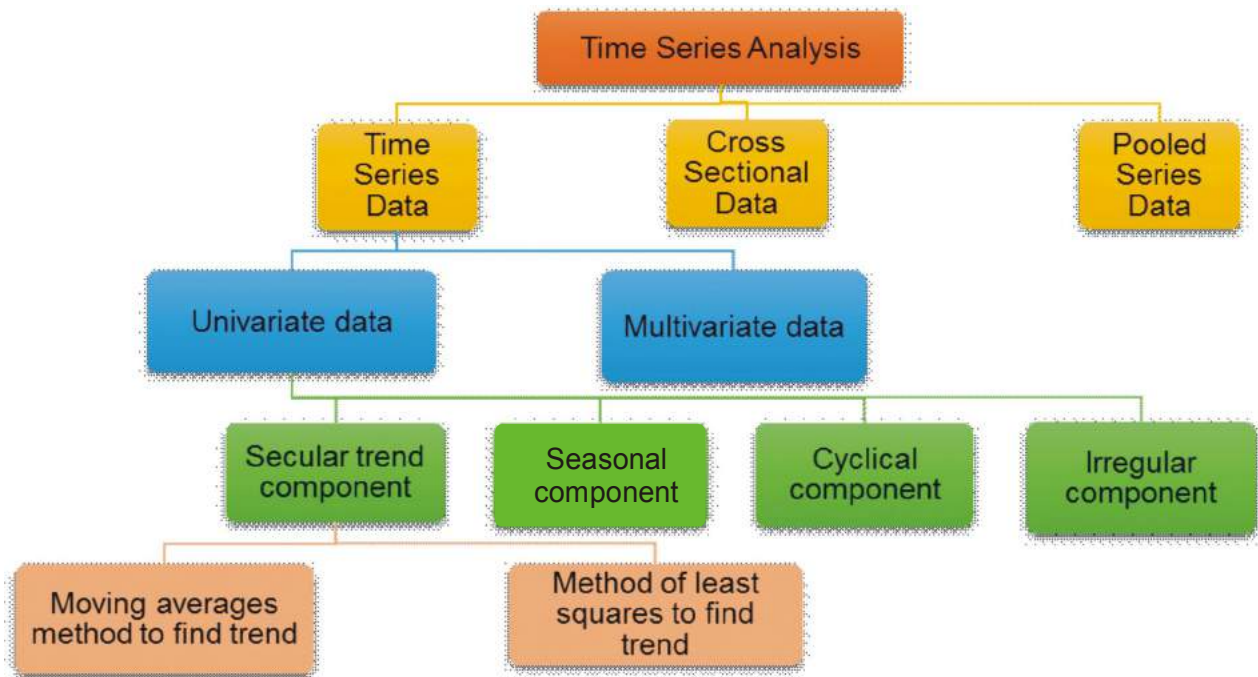 Time Series Analysis
Time
Series
Data
Cross
Sectional
Data
Pooled
Series
Data
Univariate data
Multivariate data
Secular trend
component
Seasonal
component
Cyclical
component
Irregular
component
Moving averages
method to find trend
Method of least
squares to find
trend